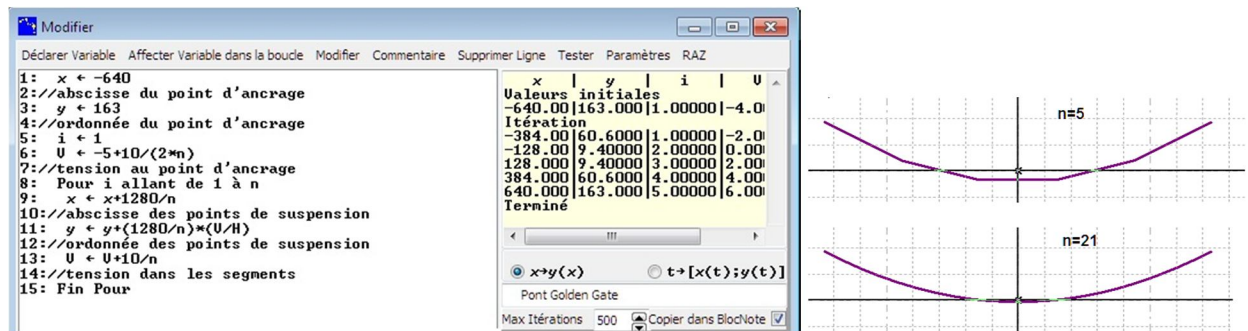 Modifier
Déclarer Variable Affecter Variable dans la boucle Modifier Commentaire Supprimer Ligne Tester Paramètres RAZ
1: x ← -640
2://abscisse du point d'ancrage
3: y ← 163
4://ordonnée du point d'ancrage
5: i ← 1
6: V ← -5+10/(2*n)
7://tension au point d'ancrage
8: Pour i allant de 1 à n
9: x ← x+1280/n
10://abscisse des points de suspension
11: y ← y+(1280/n)*(V/H)
12://ordonnée des points de suspension
13: V ← V+10/n
14://tension dans les segments
15: Fin Pour
x | y | i | V
Valeurs initiales
-640.00|163.000|1.00000|-4.0
Itération
-384.00|60.6000|1.00000|-2.0
-128.00|9.40000|2.00000|0.00
128.000|9.40000|3.00000|2.00
384.000|60.6000|4.00000|4.00
640.000|163.000|5.00000|6.00
Terminé
x→y(x) t→[x(t);y(t)]
Pont Golden Gate
Max Itérations 500 Copier dans BlocNote
n=5
n=21